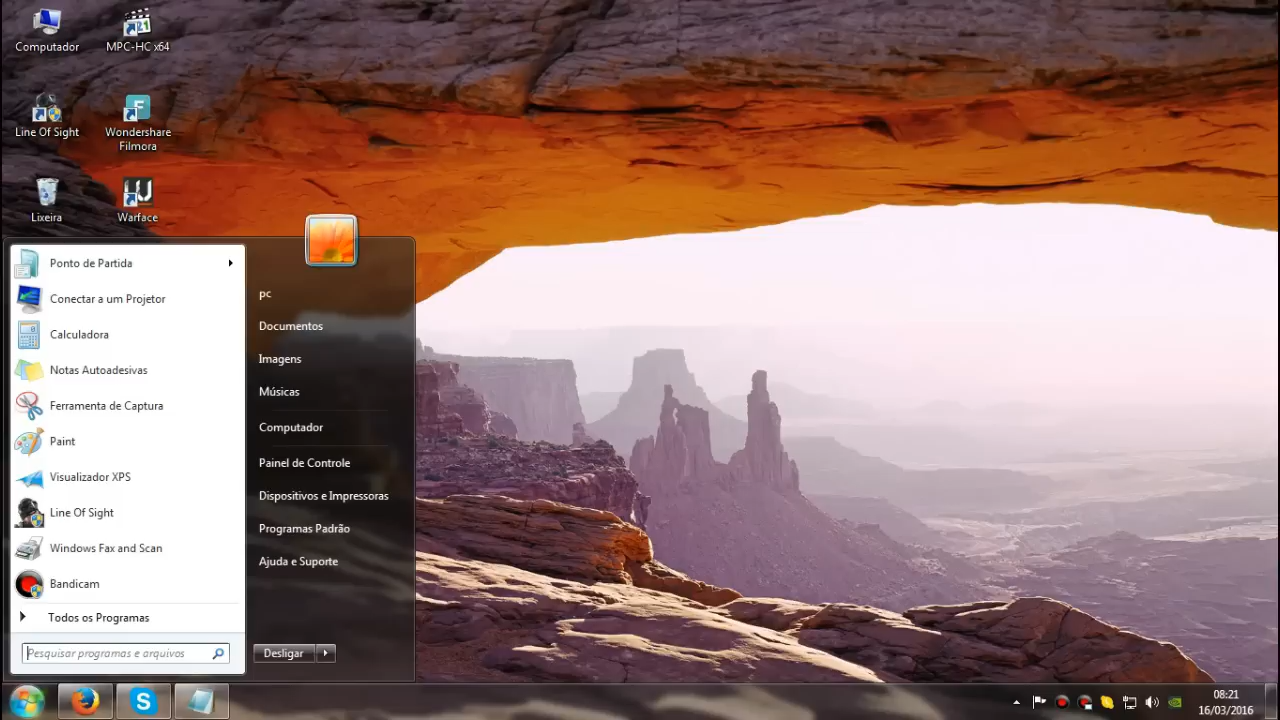 Computador
MPC-HC x64
Line Of Sight
Wondershare
Filmora
Lixeira
Warface
Ponto de Partida
Conectar a um Projetor
Calculadora
Notas Autoadesivas
Ferramenta de Captura
Paint
Visualizador XPS
Line Of Sight
Windows Fax and Scan
Bandicam
Todos os Programas
Pesquisar programas e arquivos
pc
Documentos
Imagens
Músicas
Computador
Painel de Controle
Dispositivos e Impressoras
Programas Padrão
Ajuda e Suporte
Desligar
08:21
16/03/2016